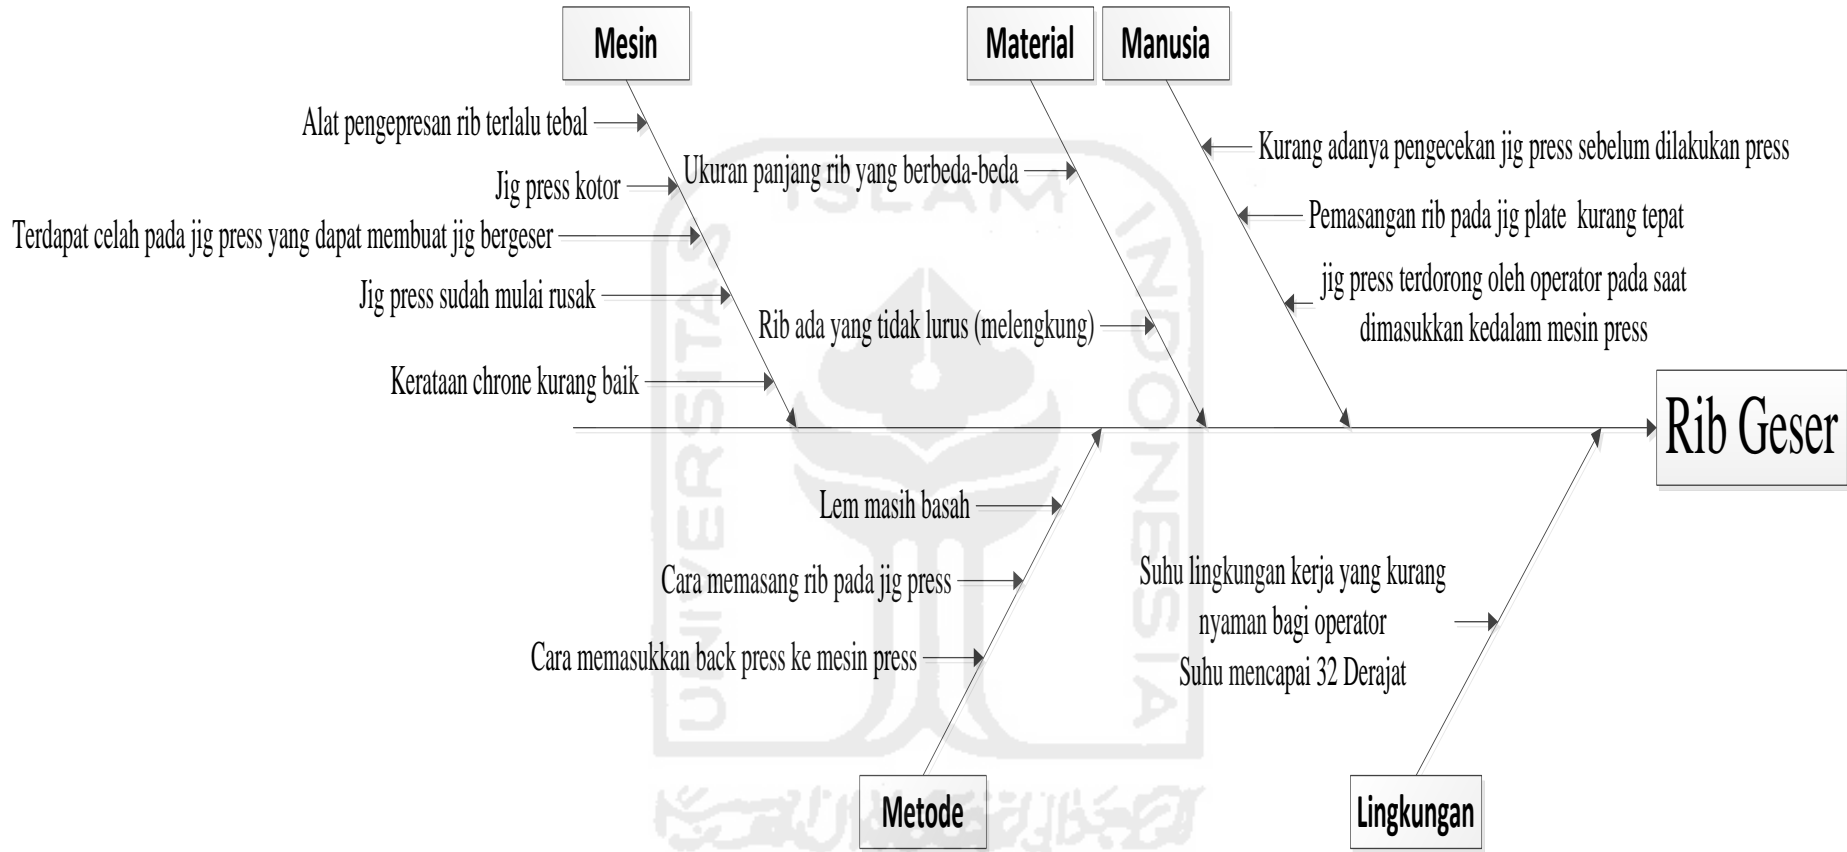 Mesin
Material
Manusia
Alat pengepresan rib terlalu tebal
Jig press kotor
Terdapat celah pada jig press yang dapat membuat jig bergeser
Jig press sudah mulai rusak
Kerataan chrone kurang baik
Ukuran panjang rib yang berbeda-beda
Rib ada yang tidak lurus (melengkung)
Kurang adanya pengecekan jig press sebelum dilakukan press
Pemasangan rib pada jig plate kurang tepat
jig press terdorong oleh operator pada saat
dimasukkan kedalam mesin press
Rib Geser
Lem masih basah
Cara memasang rib pada jig press
Cara memasukkan back press ke mesin press
Suhu lingkungan kerja yang kurang
nyaman bagi operator
Suhu mencapai 32 Derajat
Metode
Lingkungan
UNIVERSITAS
ISLAM
INDONESIA